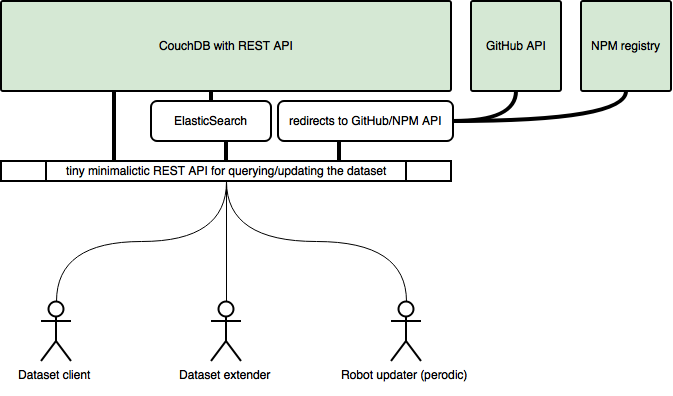 CouchDB with REST API
GitHub API
NPM registry
ElasticSearch
redirects to GitHub/NPM API
tiny minimalictic REST API for querying/updating the dataset
Dataset client
Dataset extender
Robot updater (perodic)